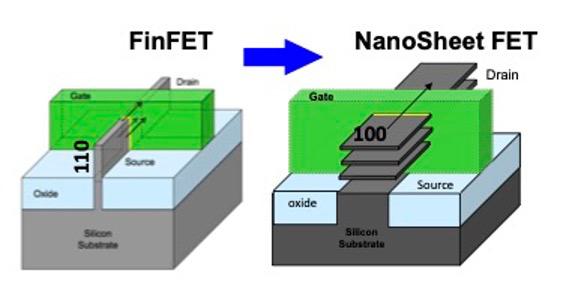 FinFET
NanoSheet FET
Gate
Drain
110
Source
Oxide
Silicon
Substrate
Gate
Drain
100
Source
oxide
Silicon
Substrate